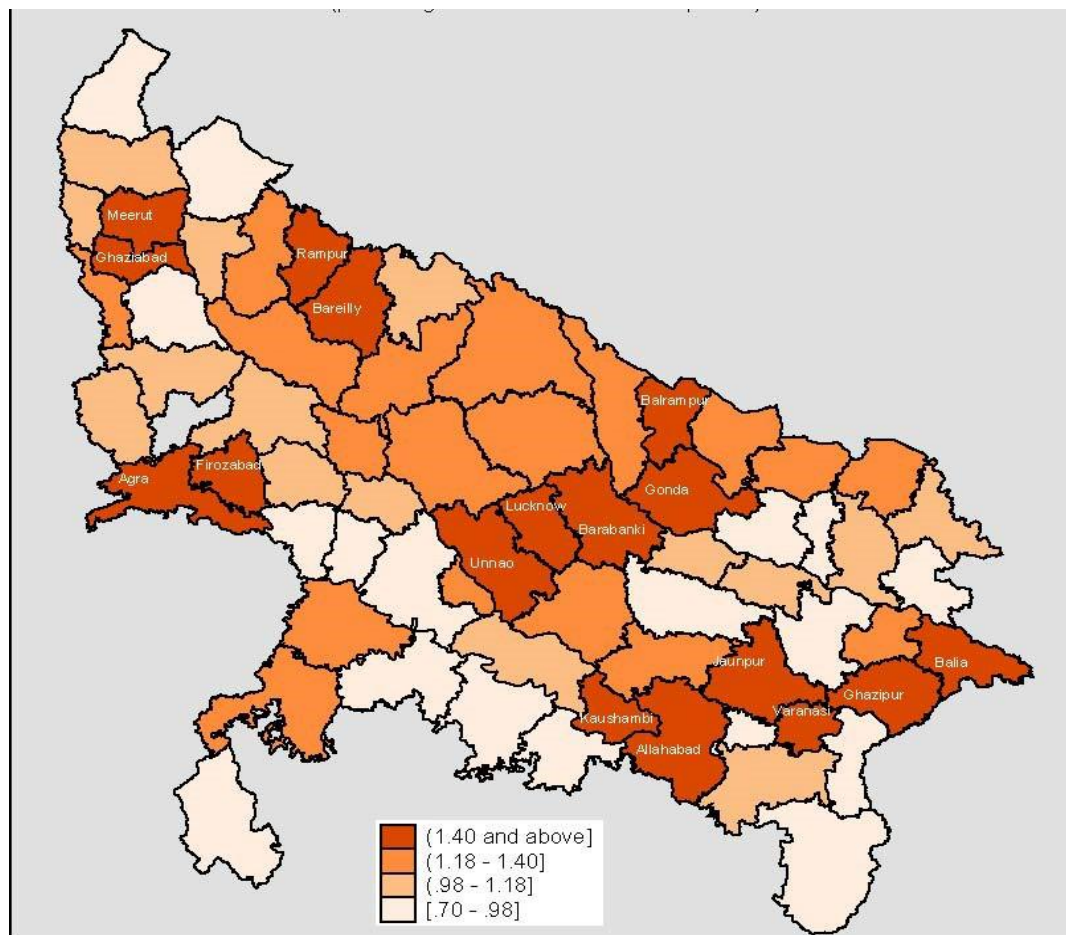 Meerut
Ghaziabad
Rampur
Bareilly
Balrampur
Firozabad
Agra
Gonda
Lucknow
Barabanki
Unnao
Jaunpur
Balia
Ghazipur
Varanasi
Kaushambi
Allahabad
(1.40 and above]
(1.18 - 1.40]
(.98 - 1.18]
[.70 - .98]